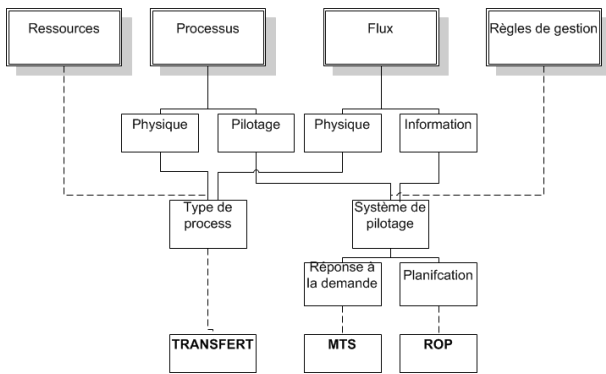 Ressources
Processus
Flux
Règles de gestion
Physique
Pilotage
Physique
Information
Type de
process
Système de
pilotage
Réponse à
la demande
Planifcation
TRANSFERT
MTS
ROP